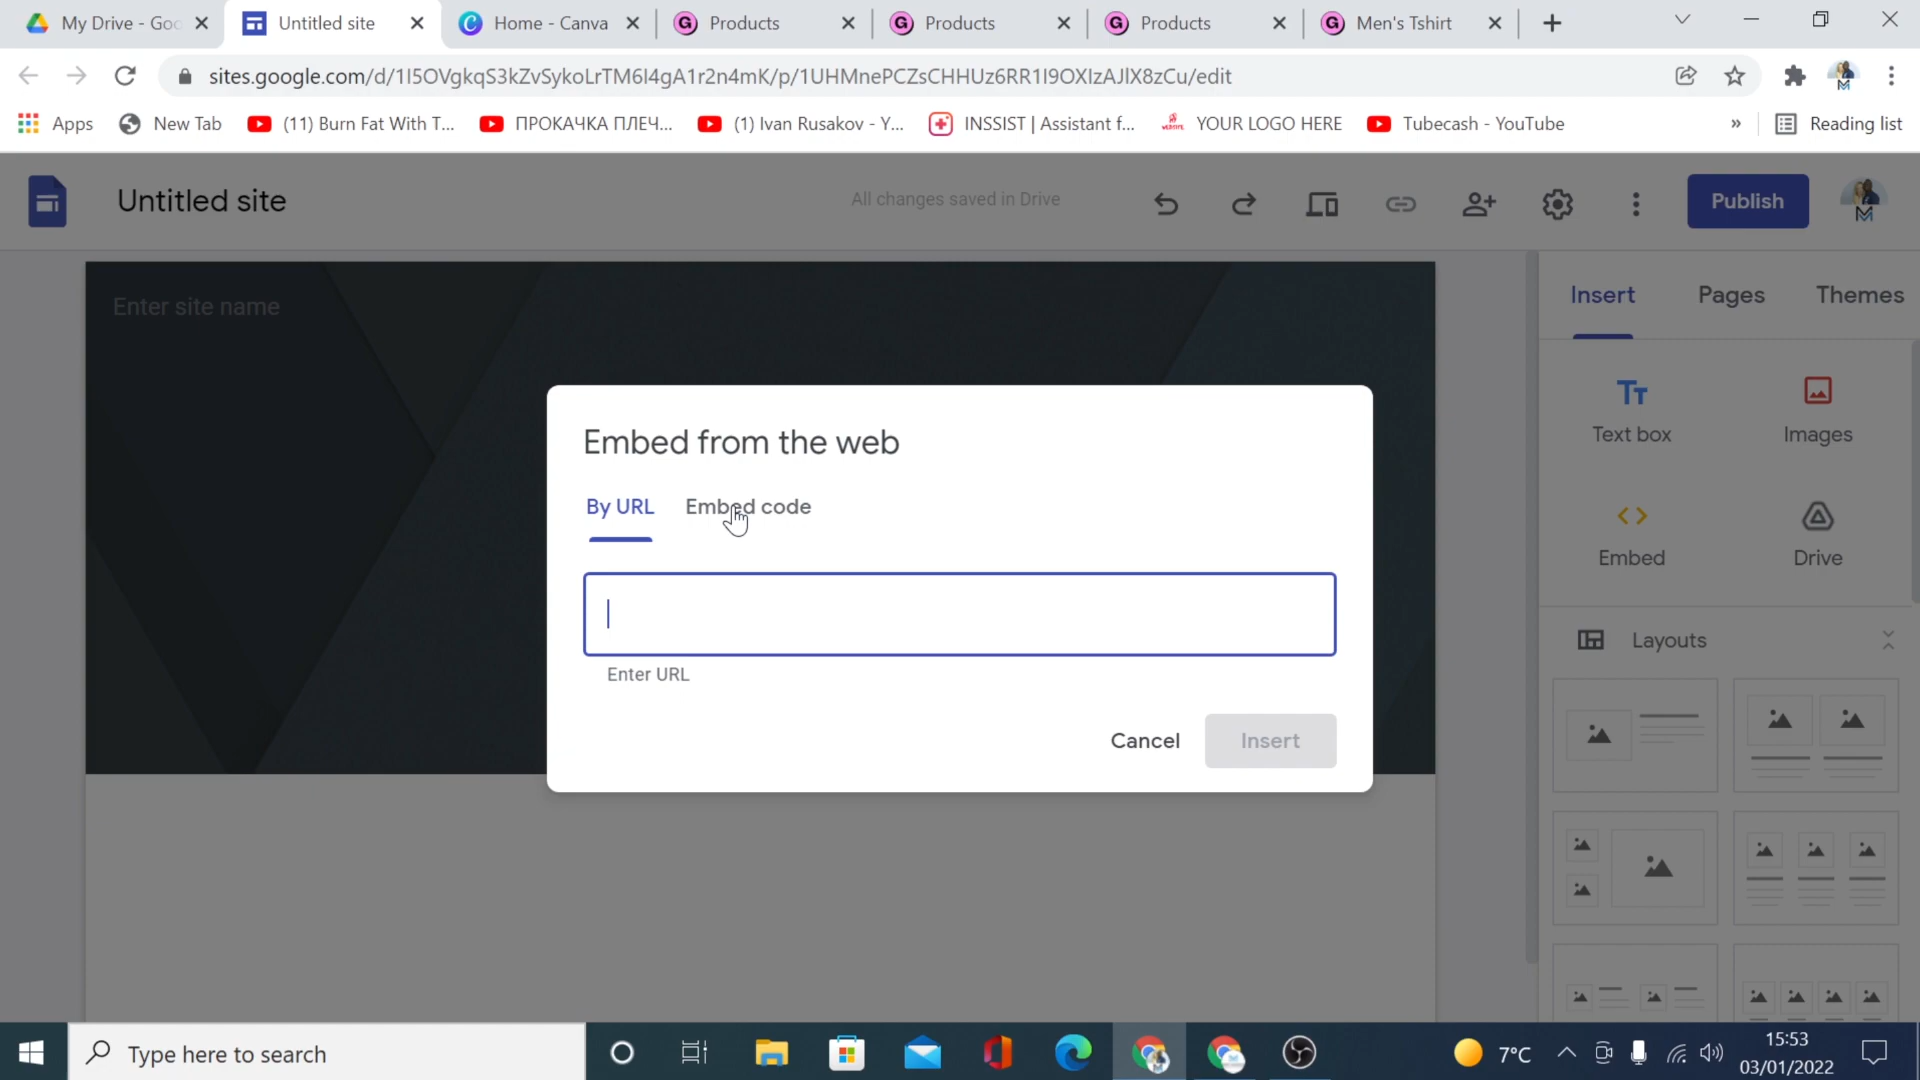 My Drive - Goo
Untitled site
Home - Canva
Products
Products
Products
Men's Tshirt
sites.google.com/d/1I5OVgkqS3kZvSykoLrTM6I4gA1r2n4mK/p/1UHMnePCZsCHHUz6RR1I9OXIzAJIX8zCu/edit
Apps
New Tab
(11) Burn Fat With T...
ПРОКАЧКА ПЛЕЧ...
(1) Ivan Rusakov - Y...
INSSIST | Assistant f...
YOUR LOGO HERE
Tubecash - YouTube
»
Reading list
Untitled site
All changes saved in Drive
Publish
Enter site name
Insert
Pages
Themes
Text box
Images
Embed
Drive
Layouts
Embed from the web
By URL
Embed code
Enter URL
Cancel
Insert
Type here to search
7°C
15:53
03/01/2022